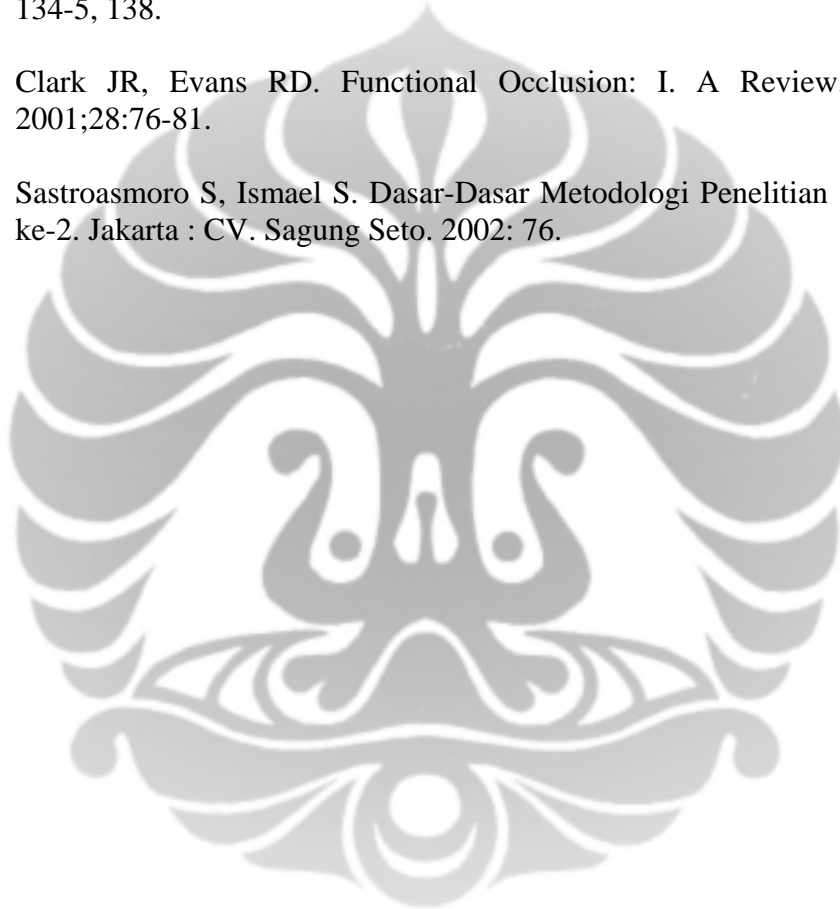 134-5, 138.
Clark JR, Evans RD. Functional Occlusion: I. A Review.
2001;28:76-81.
Sastroasmoro S, Ismael S. Dasar-Dasar Metodologi Penelitian
ke-2. Jakarta : CV. Sagung Seto. 2002: 76.